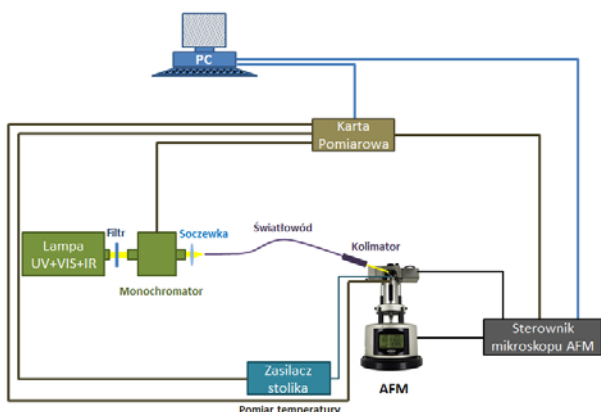 PC
Karta
Pomiarowa
Światłowód
Filtr
Soczewka
Kolimator
Lampa
UV+VIS+IR
Monochromator
Sterownik
mikroskopu AFM
Zasilacz
stolika
AFM
Pomiar temperatury